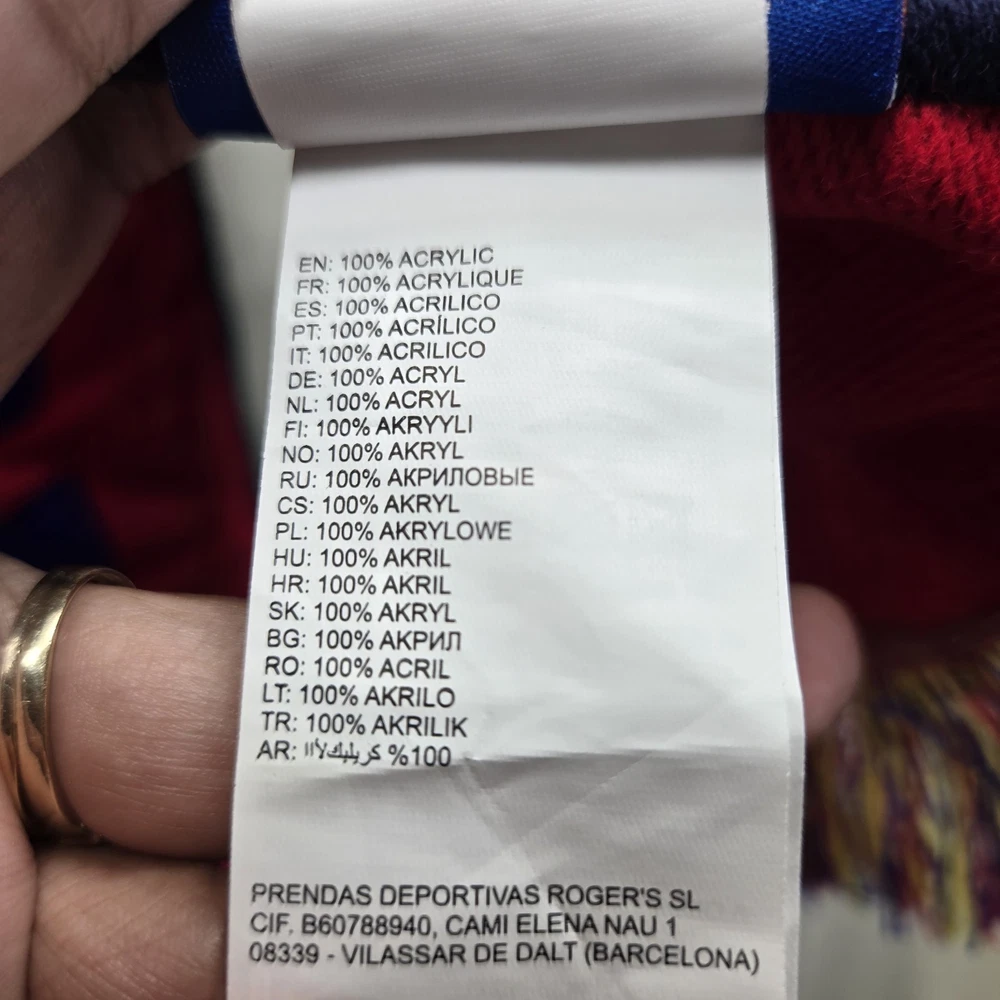 EN: 100% ACRYLIC
FR: 100% ACRYLIQUE
ES: 100% ACRILICO
PT: 100% ACRÍLICO
IT: 100% ACRILICO
DE: 100% ACRYL
NL: 100% ACRYL
FI: 100% AKRYYLI
NO: 100% AKRYL
RU: 100% АКРИЛОВЫЕ
CS: 100% AKRYL
PL: 100% AKRYLOWE
HU: 100% AKRIL
HR: 100% AKRIL
SK: 100% AKRYL
BG: 100% АКРИЛ
RO: 100% ACRIL
LT: 100% AKRILO
TR: 100% AKRILIK
AR: %100
PRENDAS DEPORTIVAS ROGER'S SL
CIF. B60788940, CAMI ELENA NAU 1
08339 - VILASSAR DE DALT (BARCELONA)